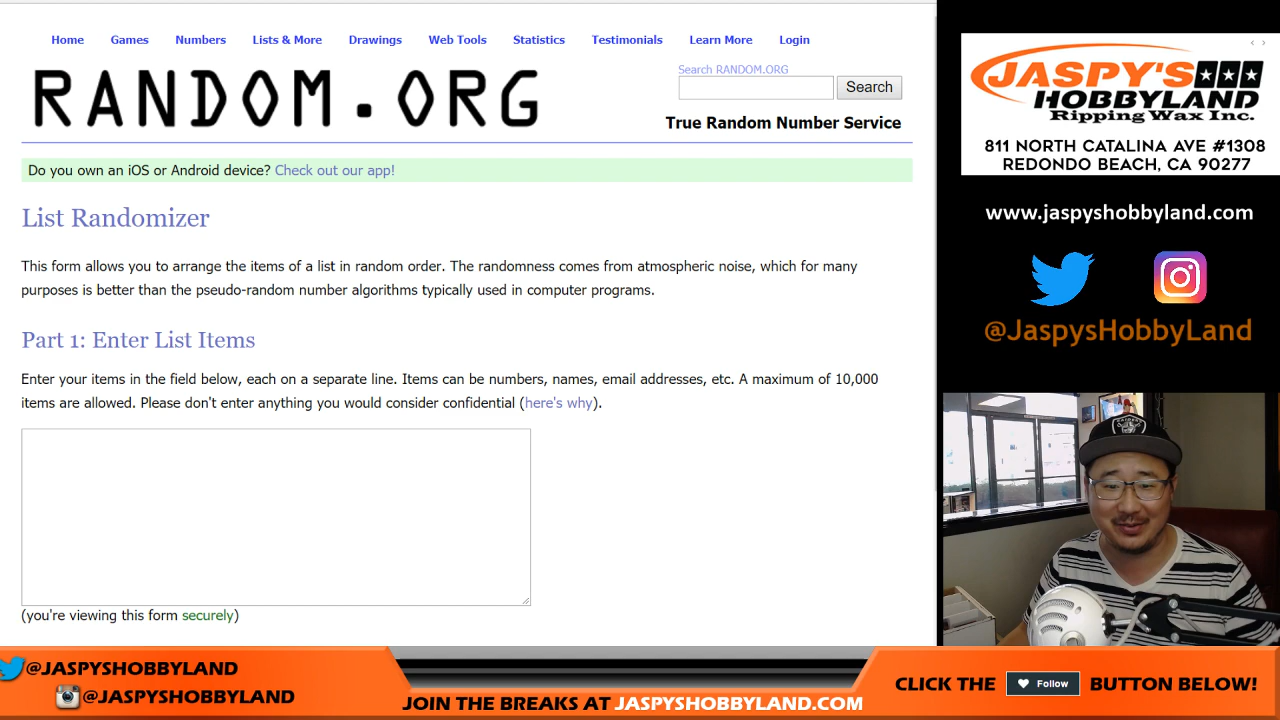 Home Games Numbers Lists & More Drawings Web Tools Statistics Testimonials Learn More Login
RANDOM.ORG
Search RANDOM.ORG
Search
True Random Number Service
Do you own an iOS or Android device? Check out our app!
List Randomizer
This form allows you to arrange the items of a list in random order. The randomness comes from atmospheric noise, which for many
purposes is better than the pseudo-random number algorithms typically used in computer programs.
Part 1: Enter List Items
Enter your items in the field below, each on a separate line. Items can be numbers, names, email addresses, etc. A maximum of 10,000
items are allowed. Please don't enter anything you would consider confidential (here's why).
(you're viewing this form securely)
JASPY'S
HOBBYLAND
Ripping Wax Inc.
811 NORTH CATALINA AVE #1308
REDONDO BEACH, CA 90277
www.jaspyshobbyland.com
@JaspysHobbyLand
RAIDERS
@JASPYSHOBBYLAND
@JASPYSHOBBYLAND
JOIN THE BREAKS AT JASPYSHOBBYLAND.COM
CLICK THE Follow BUTTON BELOW!